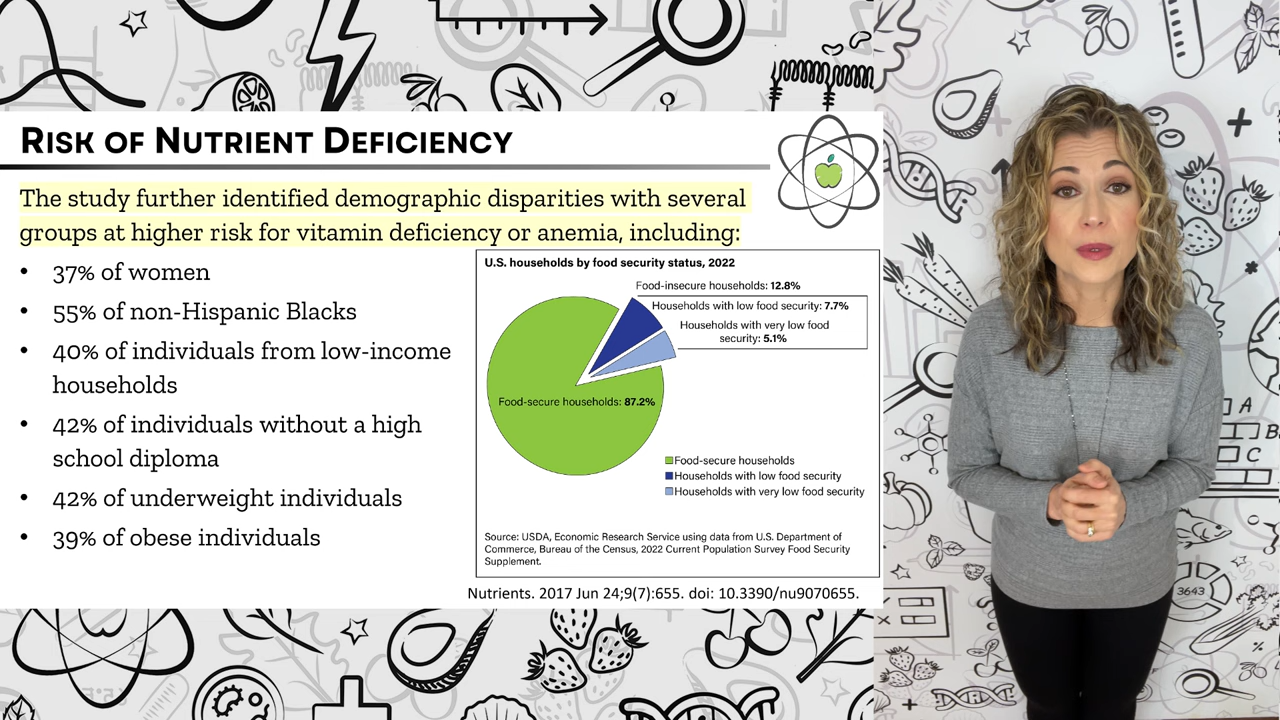 RISK OF NUTRIENT DEFICIENCY
The study further identified demographic disparities with several
groups at higher risk for vitamin deficiency or anemia, including:
• 37% of women
• 55% of non-Hispanic Blacks
• 40% of individuals from low-income
households
• 42% of individuals without a high
school diploma
• 42% of underweight individuals
• 39% of obese individuals
U.S. households by food security status, 2022
Food-insecure households: 12.8%
Households with low food security: 7.7%
Households with very low food
security: 5.1%
Food-secure households: 87.2%
Food-secure households
Households with low food security
Households with very low food security
Source: USDA, Economic Research Service using data from U.S. Department of
Commerce, Bureau of the Census, 2022 Current Population Survey Food Security
Supplement.
Nutrients. 2017 Jun 24;9(7):655. doi: 10.3390/nu9070655.
A
B
C
3643